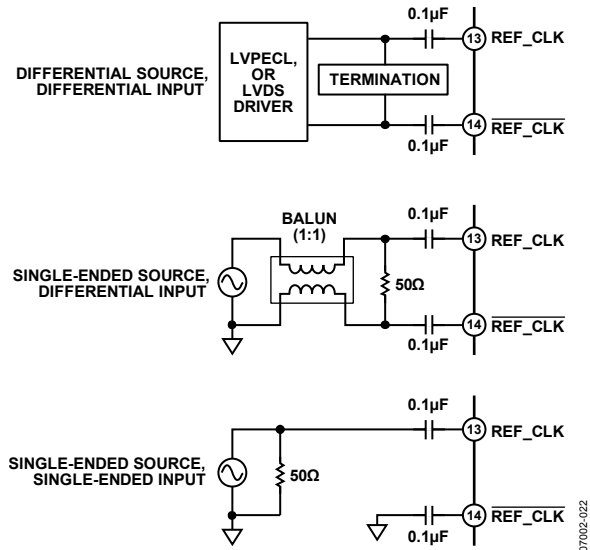 DIFFERENTIAL SOURCE,
DIFFERENTIAL INPUT
LVPECL,
OR
LVDS
DRIVER
TERMINATION
0.1µF
13
REF_CLK
14
REF_CLK
0.1µF
SINGLE-ENDED SOURCE,
DIFFERENTIAL INPUT
BALUN
(1:1)
50Ω
0.1µF
13
REF_CLK
14
REF_CLK
0.1µF
SINGLE-ENDED SOURCE,
SINGLE-ENDED INPUT
50Ω
0.1µF
13
REF_CLK
14
REF_CLK
0.1µF
07002-022